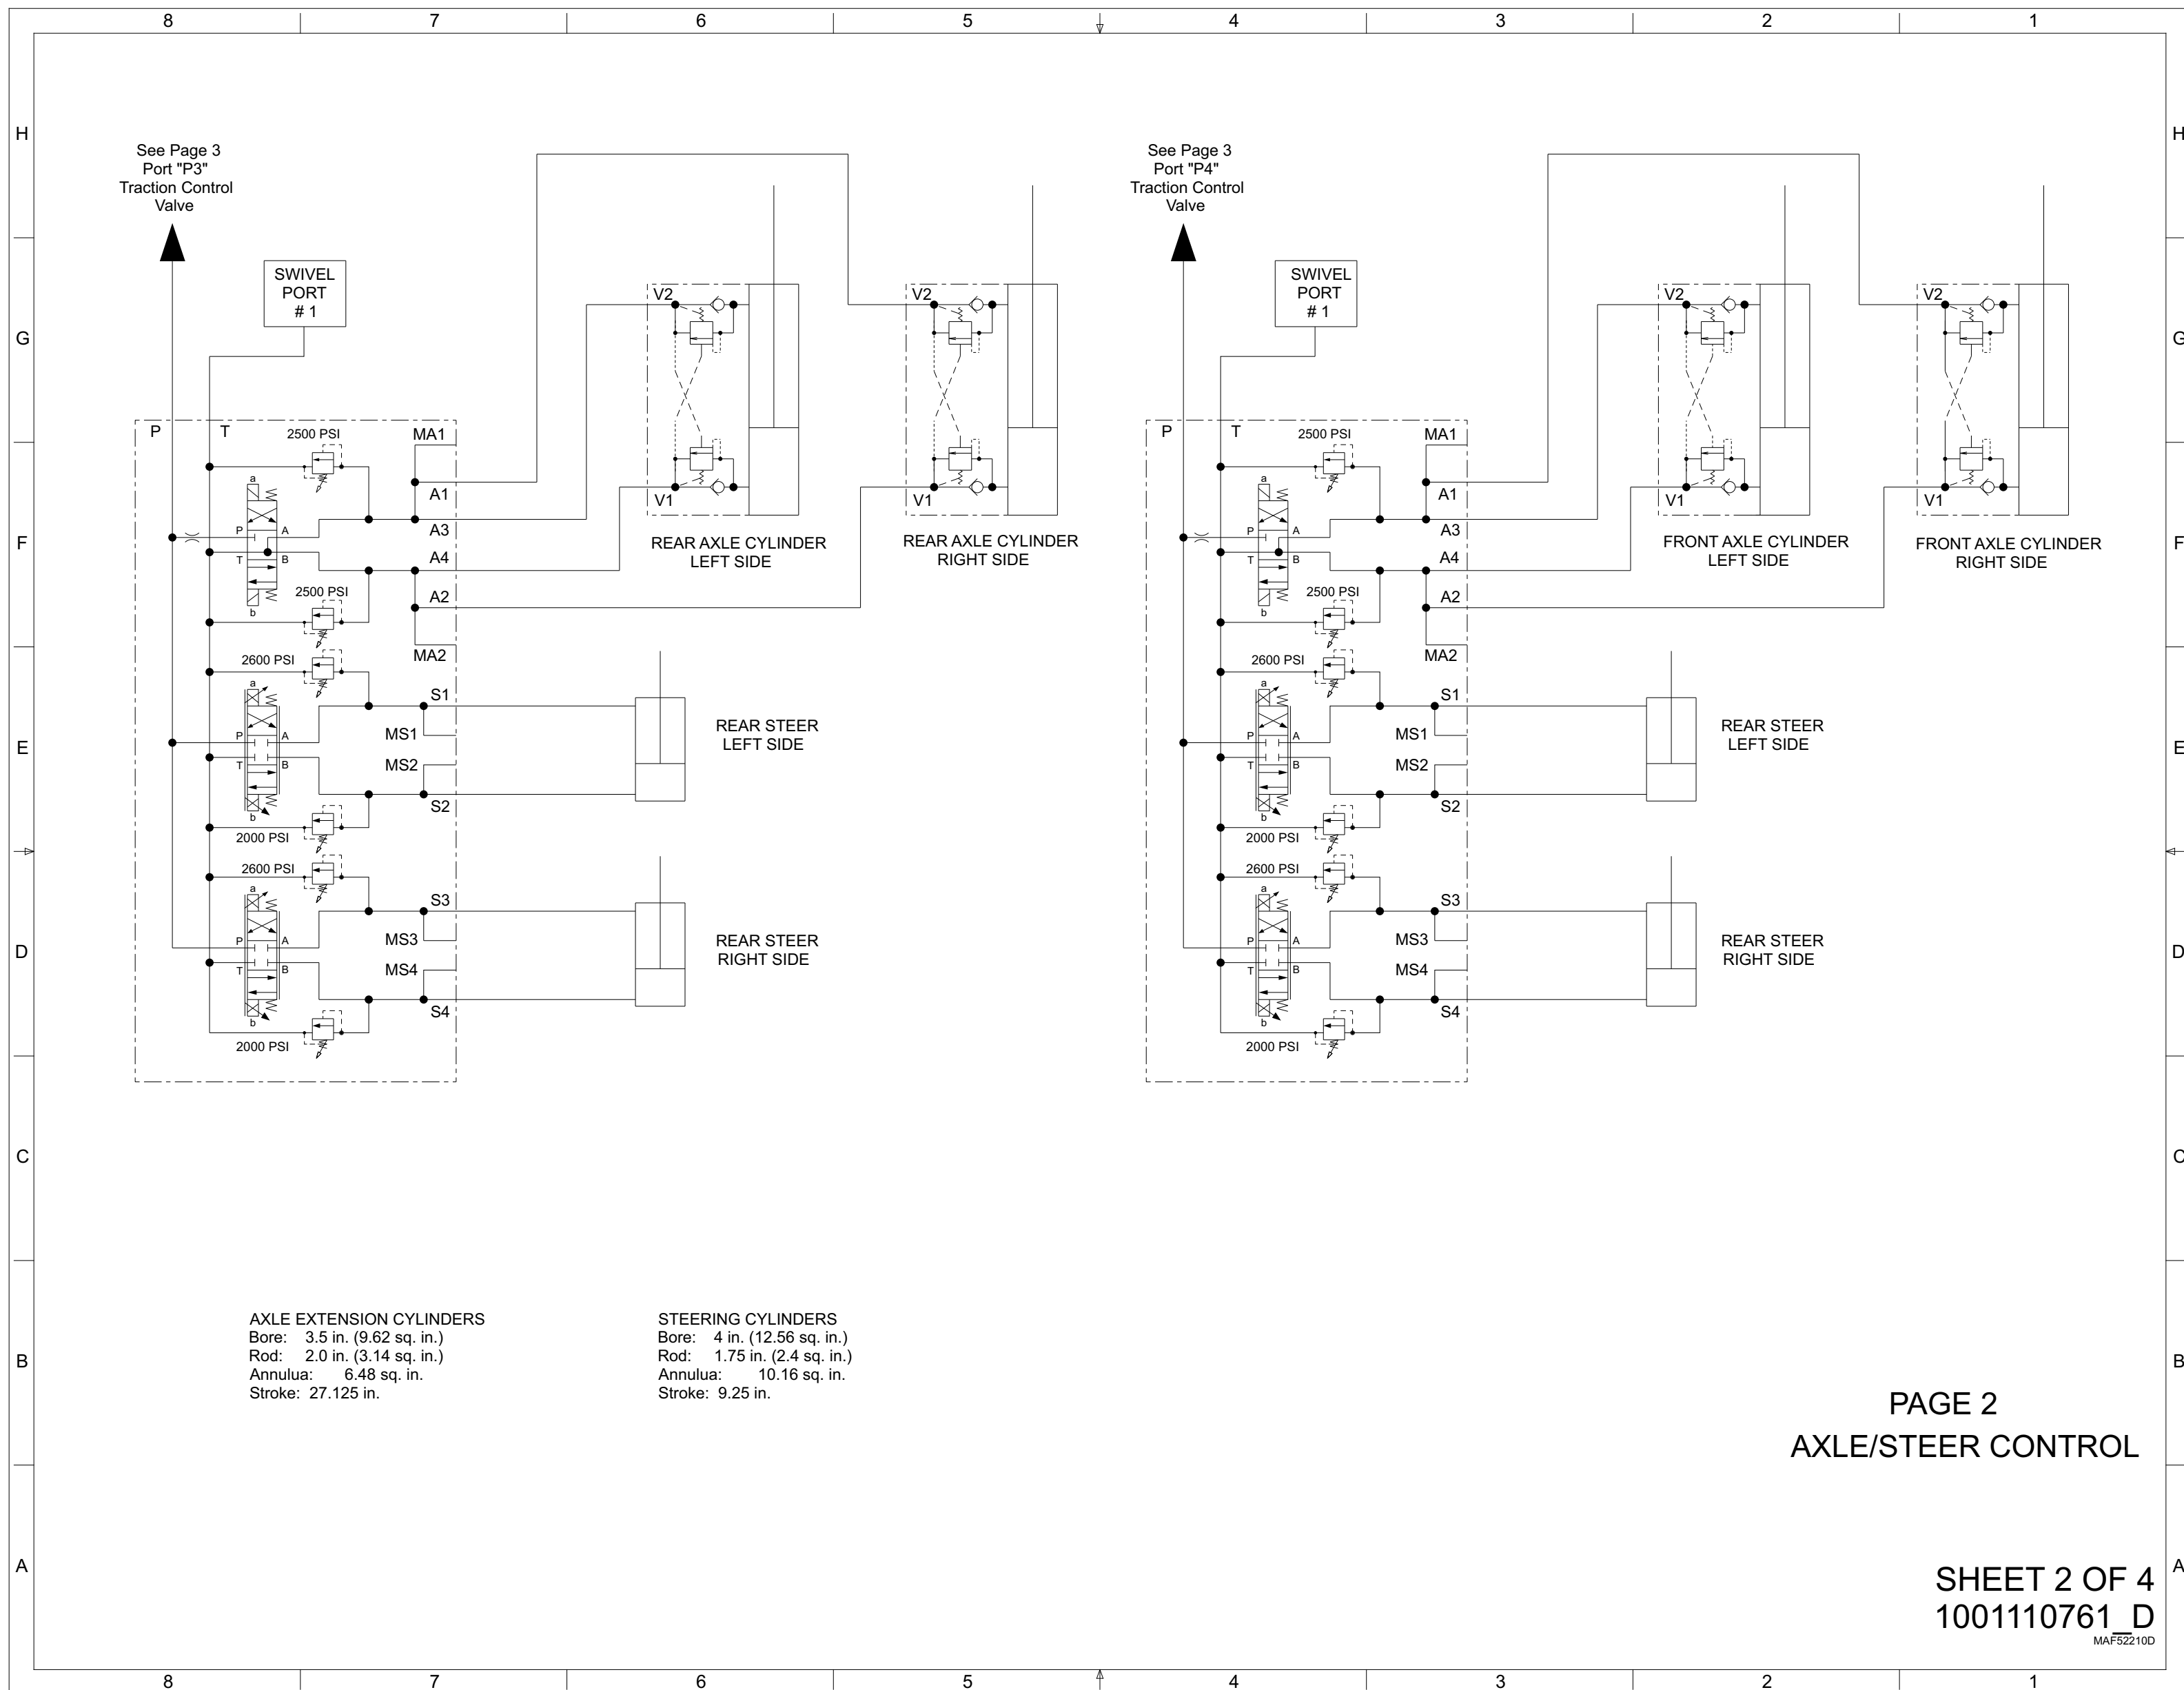 8 7 6 5 4 3 2 1
H
G
F
E
D
C
B
A
See Page 3
Port "P3"
Traction Control
Valve
SWIVEL
PORT
# 1
P T
2500 PSI
MA1
A1
a
P A
A3
T B
A4
b
2500 PSI
A2
MA2
2600 PSI
a
S1
P A
MS1
T B
MS2
b
S2
2000 PSI
2600 PSI
a
S3
P A
MS3
T B
MS4
b
S4
2000 PSI
V2
V1
REAR AXLE CYLINDER
LEFT SIDE
V2
V1
REAR AXLE CYLINDER
RIGHT SIDE
REAR STEER
LEFT SIDE
REAR STEER
RIGHT SIDE
See Page 3
Port "P4"
Traction Control
Valve
SWIVEL
PORT
# 1
P T
2500 PSI
MA1
A1
a
P A
A3
T B
A4
b
2500 PSI
A2
MA2
2600 PSI
a
S1
P A
MS1
T B
MS2
b
S2
2000 PSI
2600 PSI
a
S3
P A
MS3
T B
MS4
b
S4
2000 PSI
V2
V1
FRONT AXLE CYLINDER
LEFT SIDE
V2
V1
FRONT AXLE CYLINDER
RIGHT SIDE
REAR STEER
LEFT SIDE
REAR STEER
RIGHT SIDE
AXLE EXTENSION CYLINDERS
Bore: 3.5 in. (9.62 sq. in.)
Rod: 2.0 in. (3.14 sq. in.)
Annulua: 6.48 sq. in.
Stroke: 27.125 in.
STEERING CYLINDERS
Bore: 4 in. (12.56 sq. in.)
Rod: 1.75 in. (2.4 sq. in.)
Annulua: 10.16 sq. in.
Stroke: 9.25 in.
PAGE 2
AXLE/STEER CONTROL
SHEET 2 OF 4
1001110761_D
MAF52210D
H
G
F
E
D
C
B
A
8 7 6 5 4 3 2 1